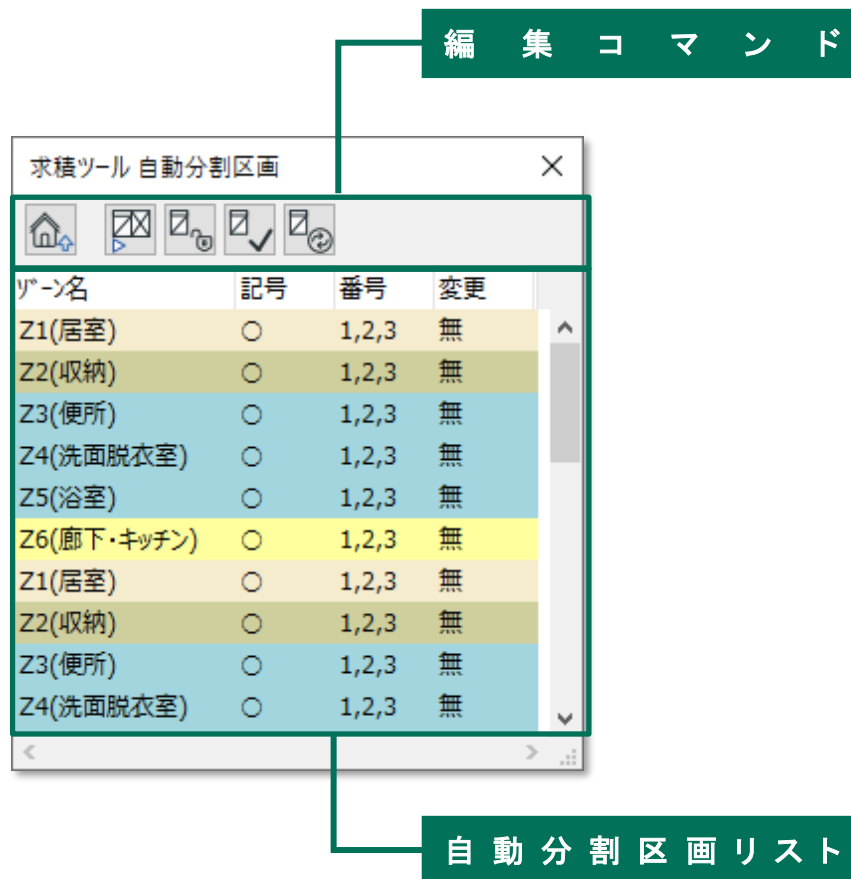 編集コマンド
求積ツール 自動分割区画
ゾーン名 記号 番号 変更
Z1(居室) ○ 1,2,3 無
Z2(収納) ○ 1,2,3 無
Z3(便所) ○ 1,2,3 無
Z4(洗面脱衣室) ○ 1,2,3 無
Z5(浴室) ○ 1,2,3 無
Z6(廊下・キッチン) ○ 1,2,3 無
Z1(居室) ○ 1,2,3 無
Z2(収納) ○ 1,2,3 無
Z3(便所) ○ 1,2,3 無
Z4(洗面脱衣室) ○ 1,2,3 無
自動分割区画リスト